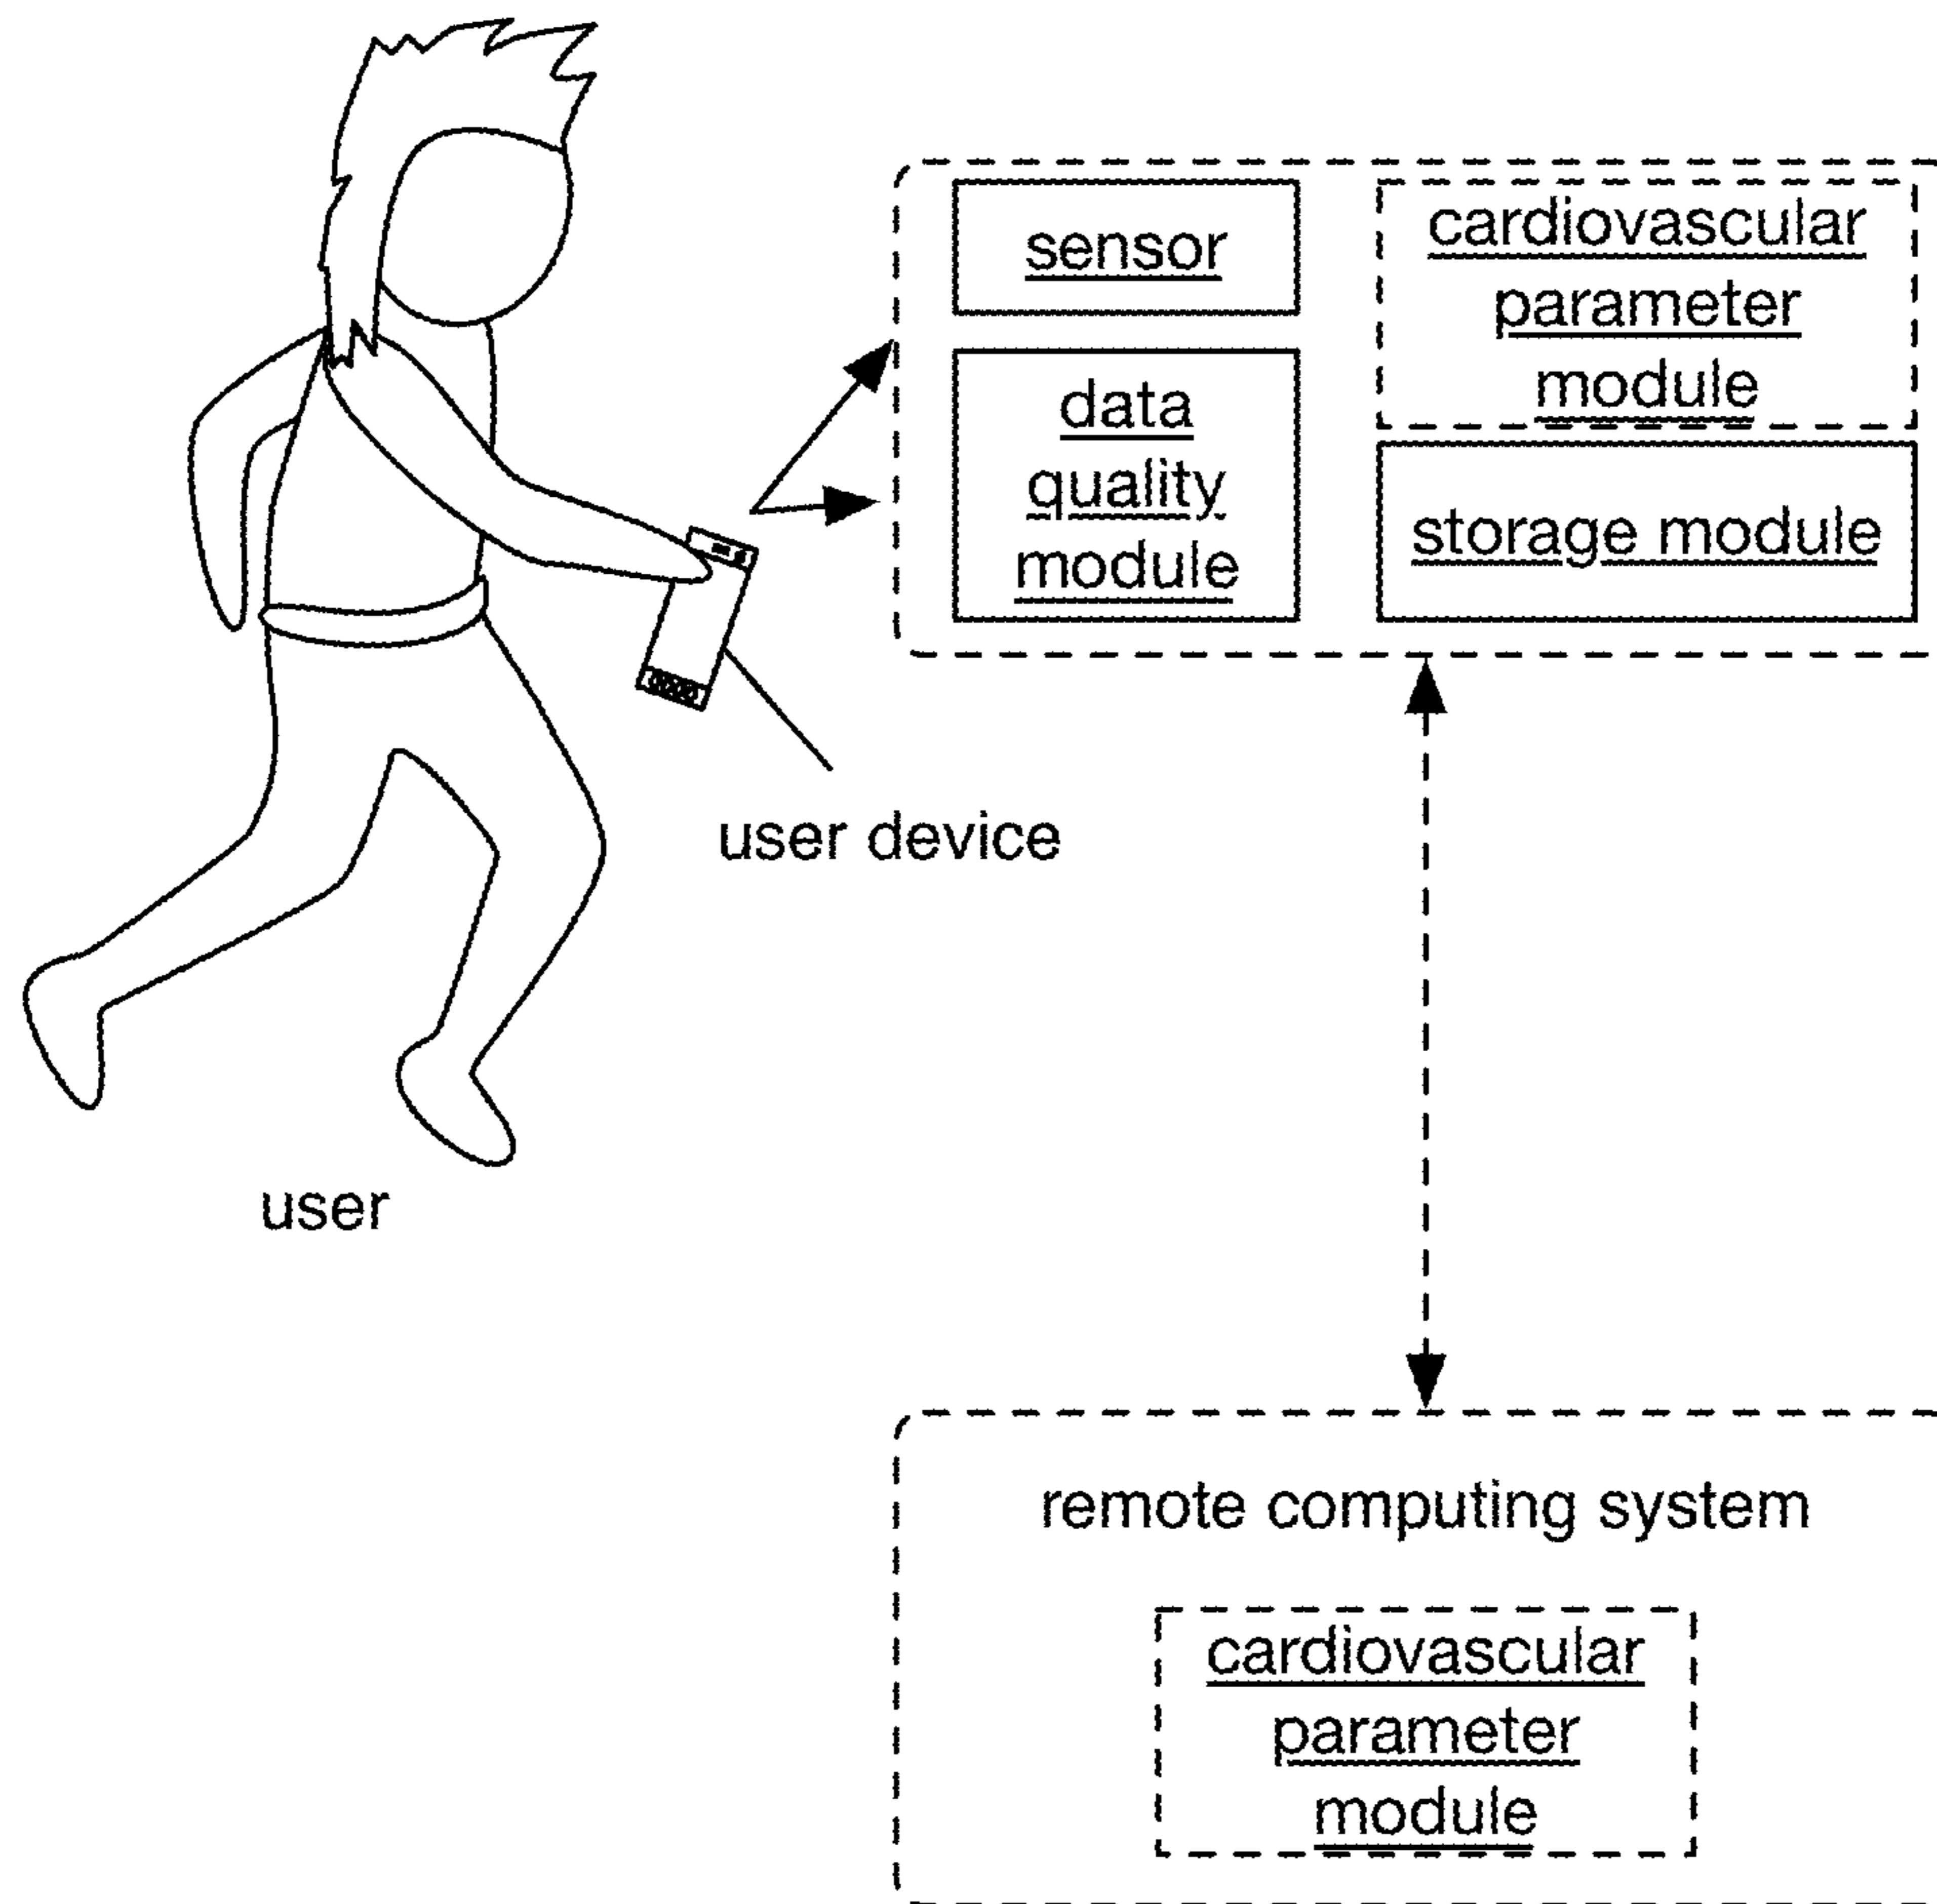 sensor
data
quality
module
cardiovascular
parameter
module
storage module
user device
user
remote computing system
cardiovascular
parameter
module